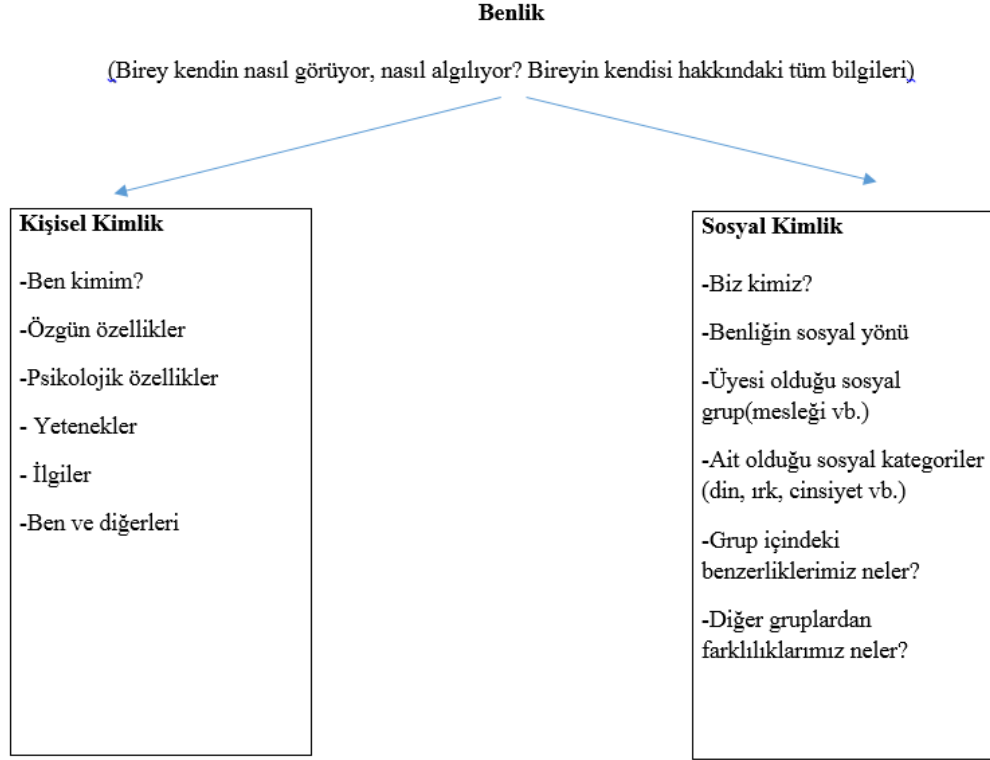 Benlik
(Birey kendin nasıl görüyor, nasıl algılıyor? Bireyin kendisi hakkındaki tüm bilgileri)
Kişisel Kimlik
-Ben kimim?
-Özgün özellikler
-Psikolojik özellikler
- Yetenekler
- İlgiler
-Ben ve diğerleri
Sosyal Kimlik
-Biz kimiz?
-Benliğin sosyal yönü
-Üyesi olduğu sosyal
grup(mesleği vb.)
-Ait olduğu sosyal kategoriler
(din, ırk, cinsiyet vb.)
-Grup içindeki
benzerliklerimiz neler?
-Diğer gruplardan
farklılıklarımız neler?